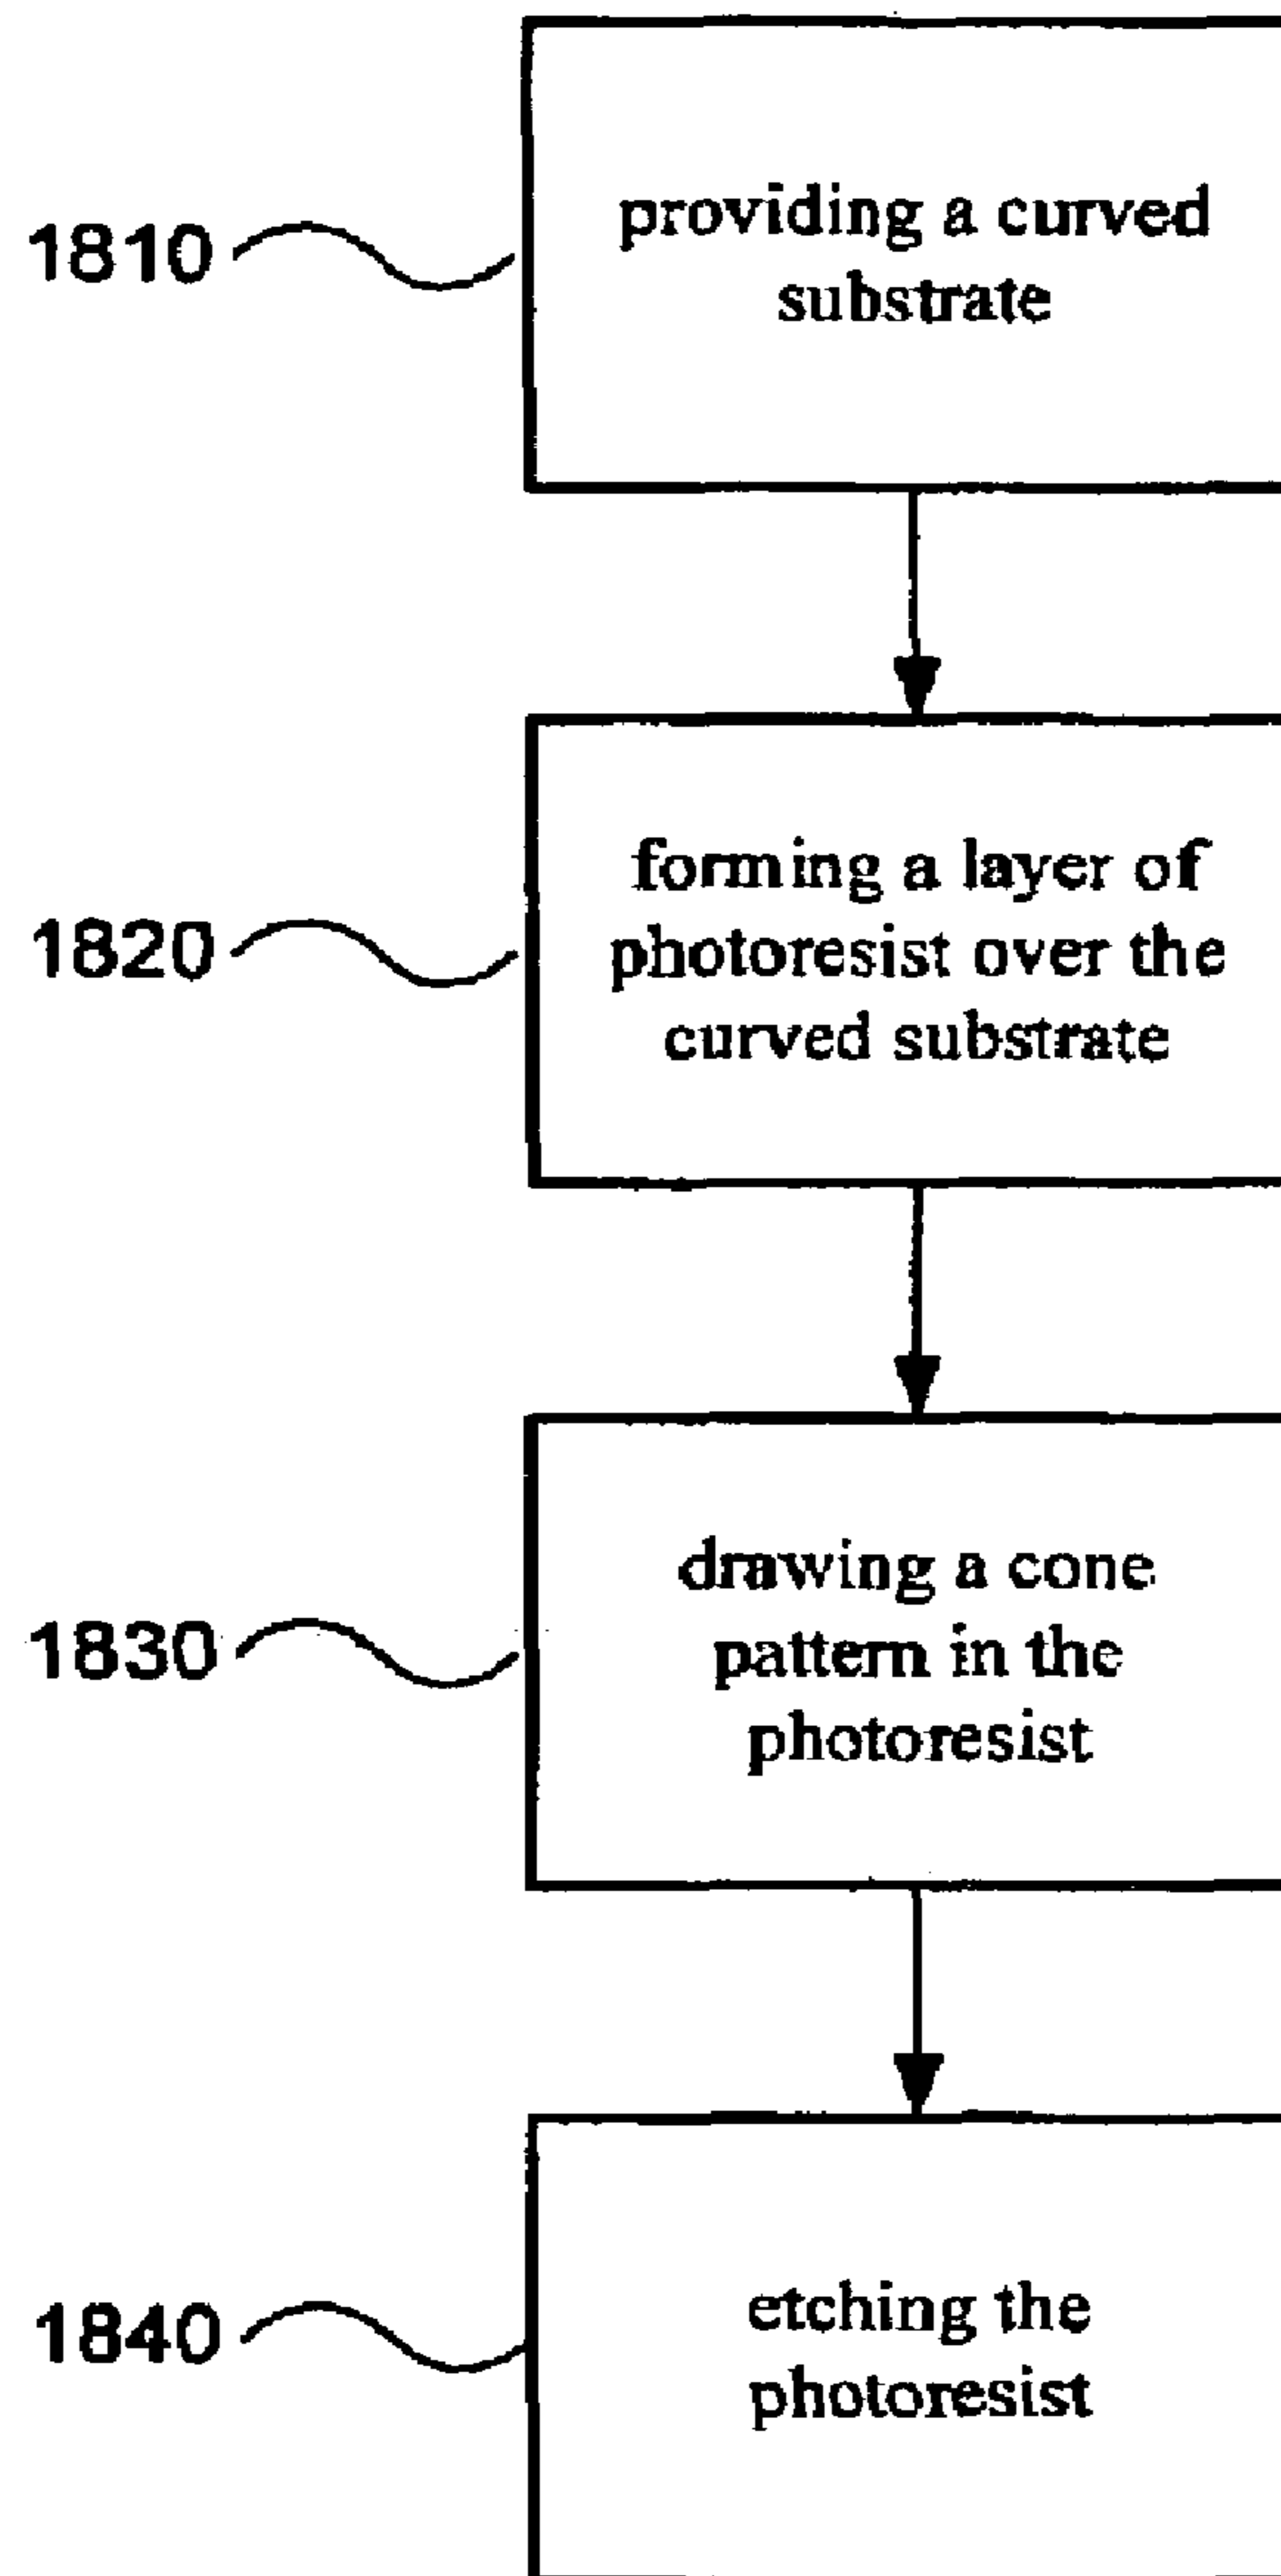 1810
providing a curved
substrate
1820
forming a layer of
photoresist over the
curved substrate
1830
drawing a cone
pattern in the
photoresist
1840
etching the
photoresist